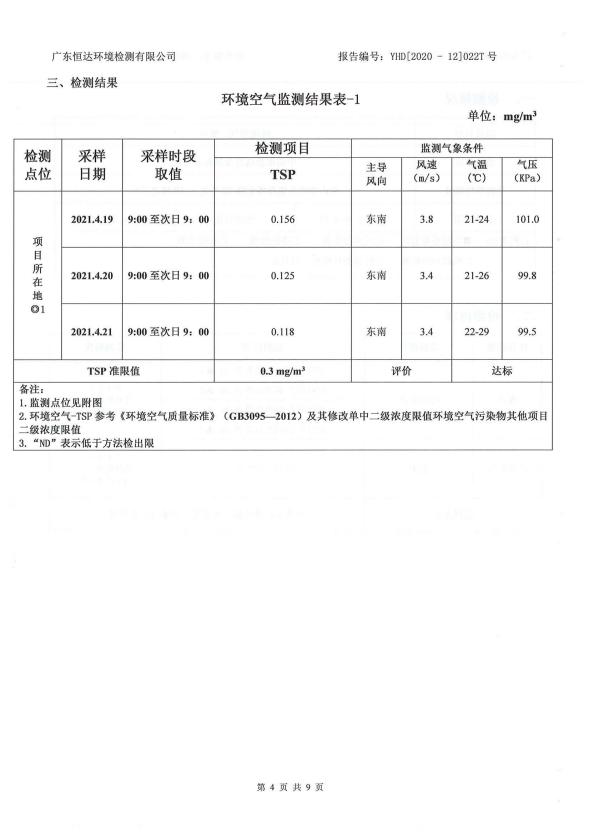 广东恒达环境检测有限公司 报告编号：YHD[2020 - 12]022T 号
三、检测结果
环境空气监测结果表-1
单位：mg/m³
检测点位 采样日期 采样时段取值 检测项目 监测气象条件
TSP 主导风向 风速（m/s） 气温（℃） 气压（KPa）
项目所在地◎1
2021.4.19 9:00 至次日 9：00 0.156 东南 3.8 21-24 101.0
2021.4.20 9:00 至次日 9：00 0.125 东南 3.4 21-26 99.8
2021.4.21 9:00 至次日 9：00 0.118 东南 3.4 22-29 99.5
TSP 准限值 0.3 mg/m³ 评价 达标
备注：
1.监测点位见附图
2.环境空气-TSP 参考《环境空气质量标准》（GB3095—2012）及其修改单中二级浓度限值环境空气污染物其他项目
二级浓度限值
3.“ND”表示低于方法检出限
第 4 页 共 9 页